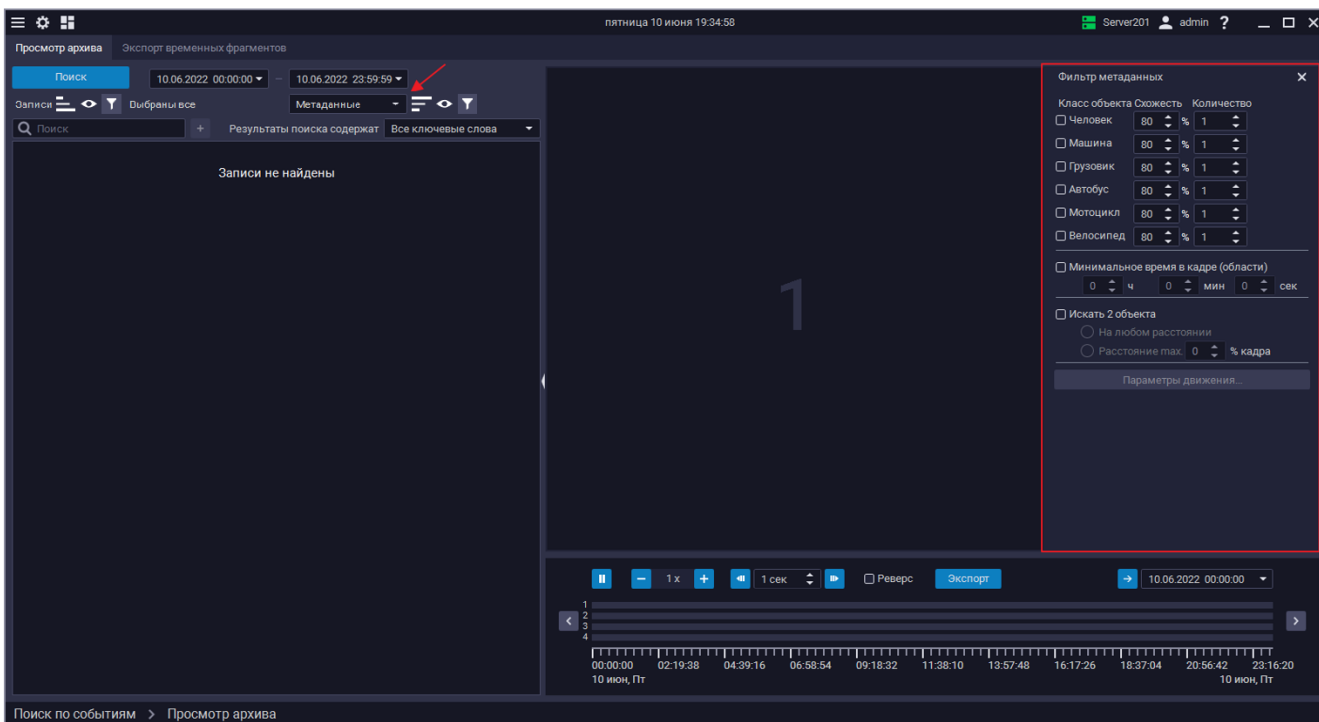 пятница 10 июня 19:34:58 Server201 admin ?
Просмотр архива Экспорт временных фрагментов
Поиск 10.06.2022 00:00:00 – 10.06.2022 23:59:59
Записи Выбраны все Метаданные
Поиск + Результаты поиска содержат Все ключевые слова
Записи не найдены
1
Фильтр метаданных
Класс объекта Схожесть Количество
Человек 80 % 1
Машина 80 % 1
Грузовик 80 % 1
Автобус 80 % 1
Мотоцикл 80 % 1
Велосипед 80 % 1
Минимальное время в кадре (области)
0 ч 0 мин 0 сек
Искать 2 объекта
На любом расстоянии
Расстояние max. 0 % кадра
Параметры движения...
1 x 1 сек Реверс Экспорт 10.06.2022 00:00:00
1
2
3
4
00:00:00 02:19:38 04:39:16 06:58:54 09:18:32 11:38:10 13:57:48 16:17:26 18:37:04 20:56:42 23:16:20
10 июн, Пт 10 июн, Пт
Поиск по событиям > Просмотр архива